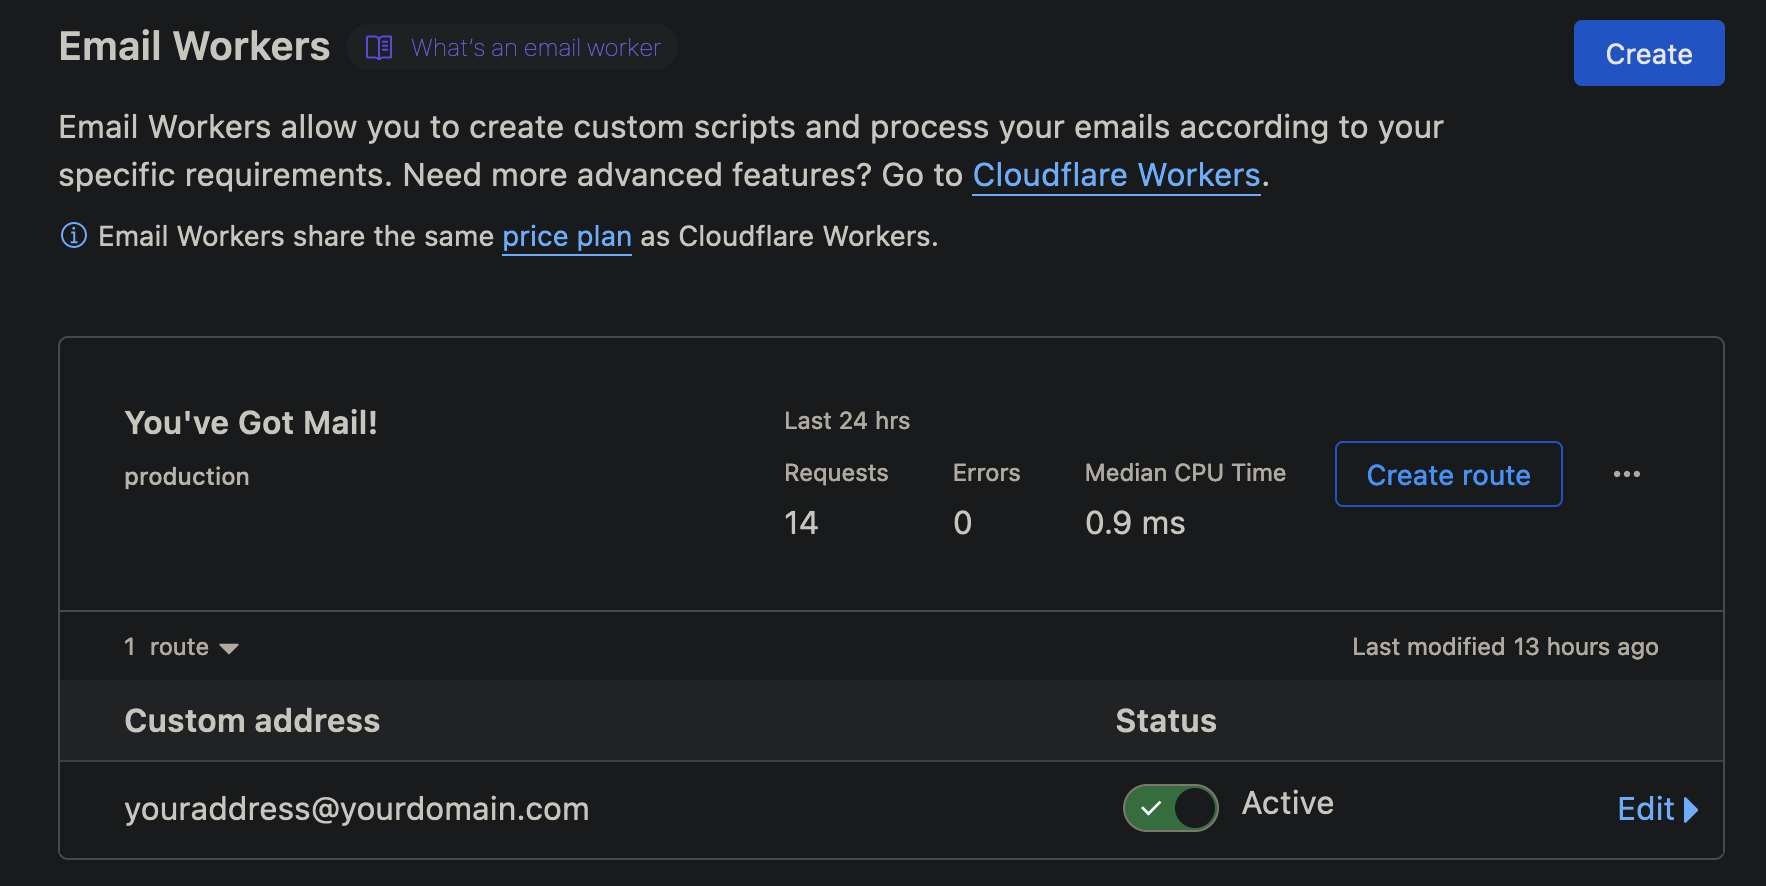 Email Workers
What's an email worker
Create
Email Workers allow you to create custom scripts and process your emails according to your
specific requirements. Need more advanced features? Go to Cloudflare Workers.
Email Workers share the same price plan as Cloudflare Workers.
You've Got Mail!
production
Last 24 hrs
Requests Errors Median CPU Time
14 0 0.9 ms
Create route
1 route
Last modified 13 hours ago
Custom address Status
youraddress@yourdomain.com Active Edit